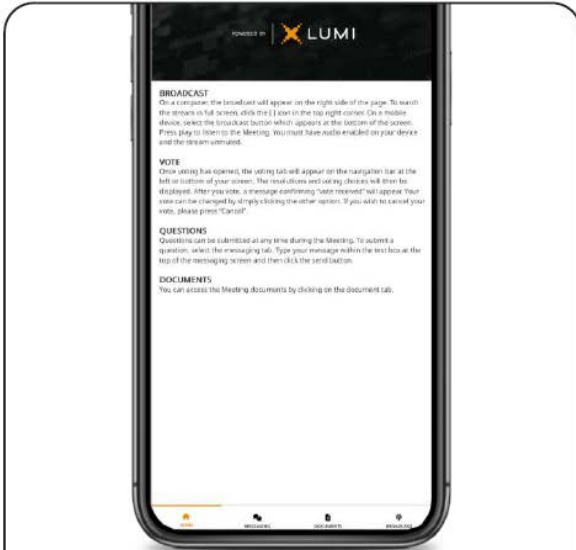 POWERED BY LUMI
BROADCAST
On a computer, the broadcast will appear on the right side of the page. To watch
the stream in full screen, click the [ ] icon in the top right corner. On a mobile
device, select the broadcast button which appears at the bottom of the screen.
Press play to listen to the Meeting. You must have audio enabled on your device
and the stream unmuted.
VOTE
Once voting has opened, the voting tab will appear on the navigation bar at the
left or bottom of your screen. The resolutions and voting choices will then be
displayed. After you vote, a message confirming "vote received" will appear. Your
vote can be changed by simply clicking the other option. If you wish to cancel your
vote, please press "Cancel".
QUESTIONS
Questions can be submitted at any time during the Meeting. To submit a
question, select the messaging tab. Type your message within the text box at the
top of the messaging screen and then click the send button.
DOCUMENTS
You can access the Meeting documents by clicking on the document tab.
HOME MESSAGING DOCUMENTS BROADCAST